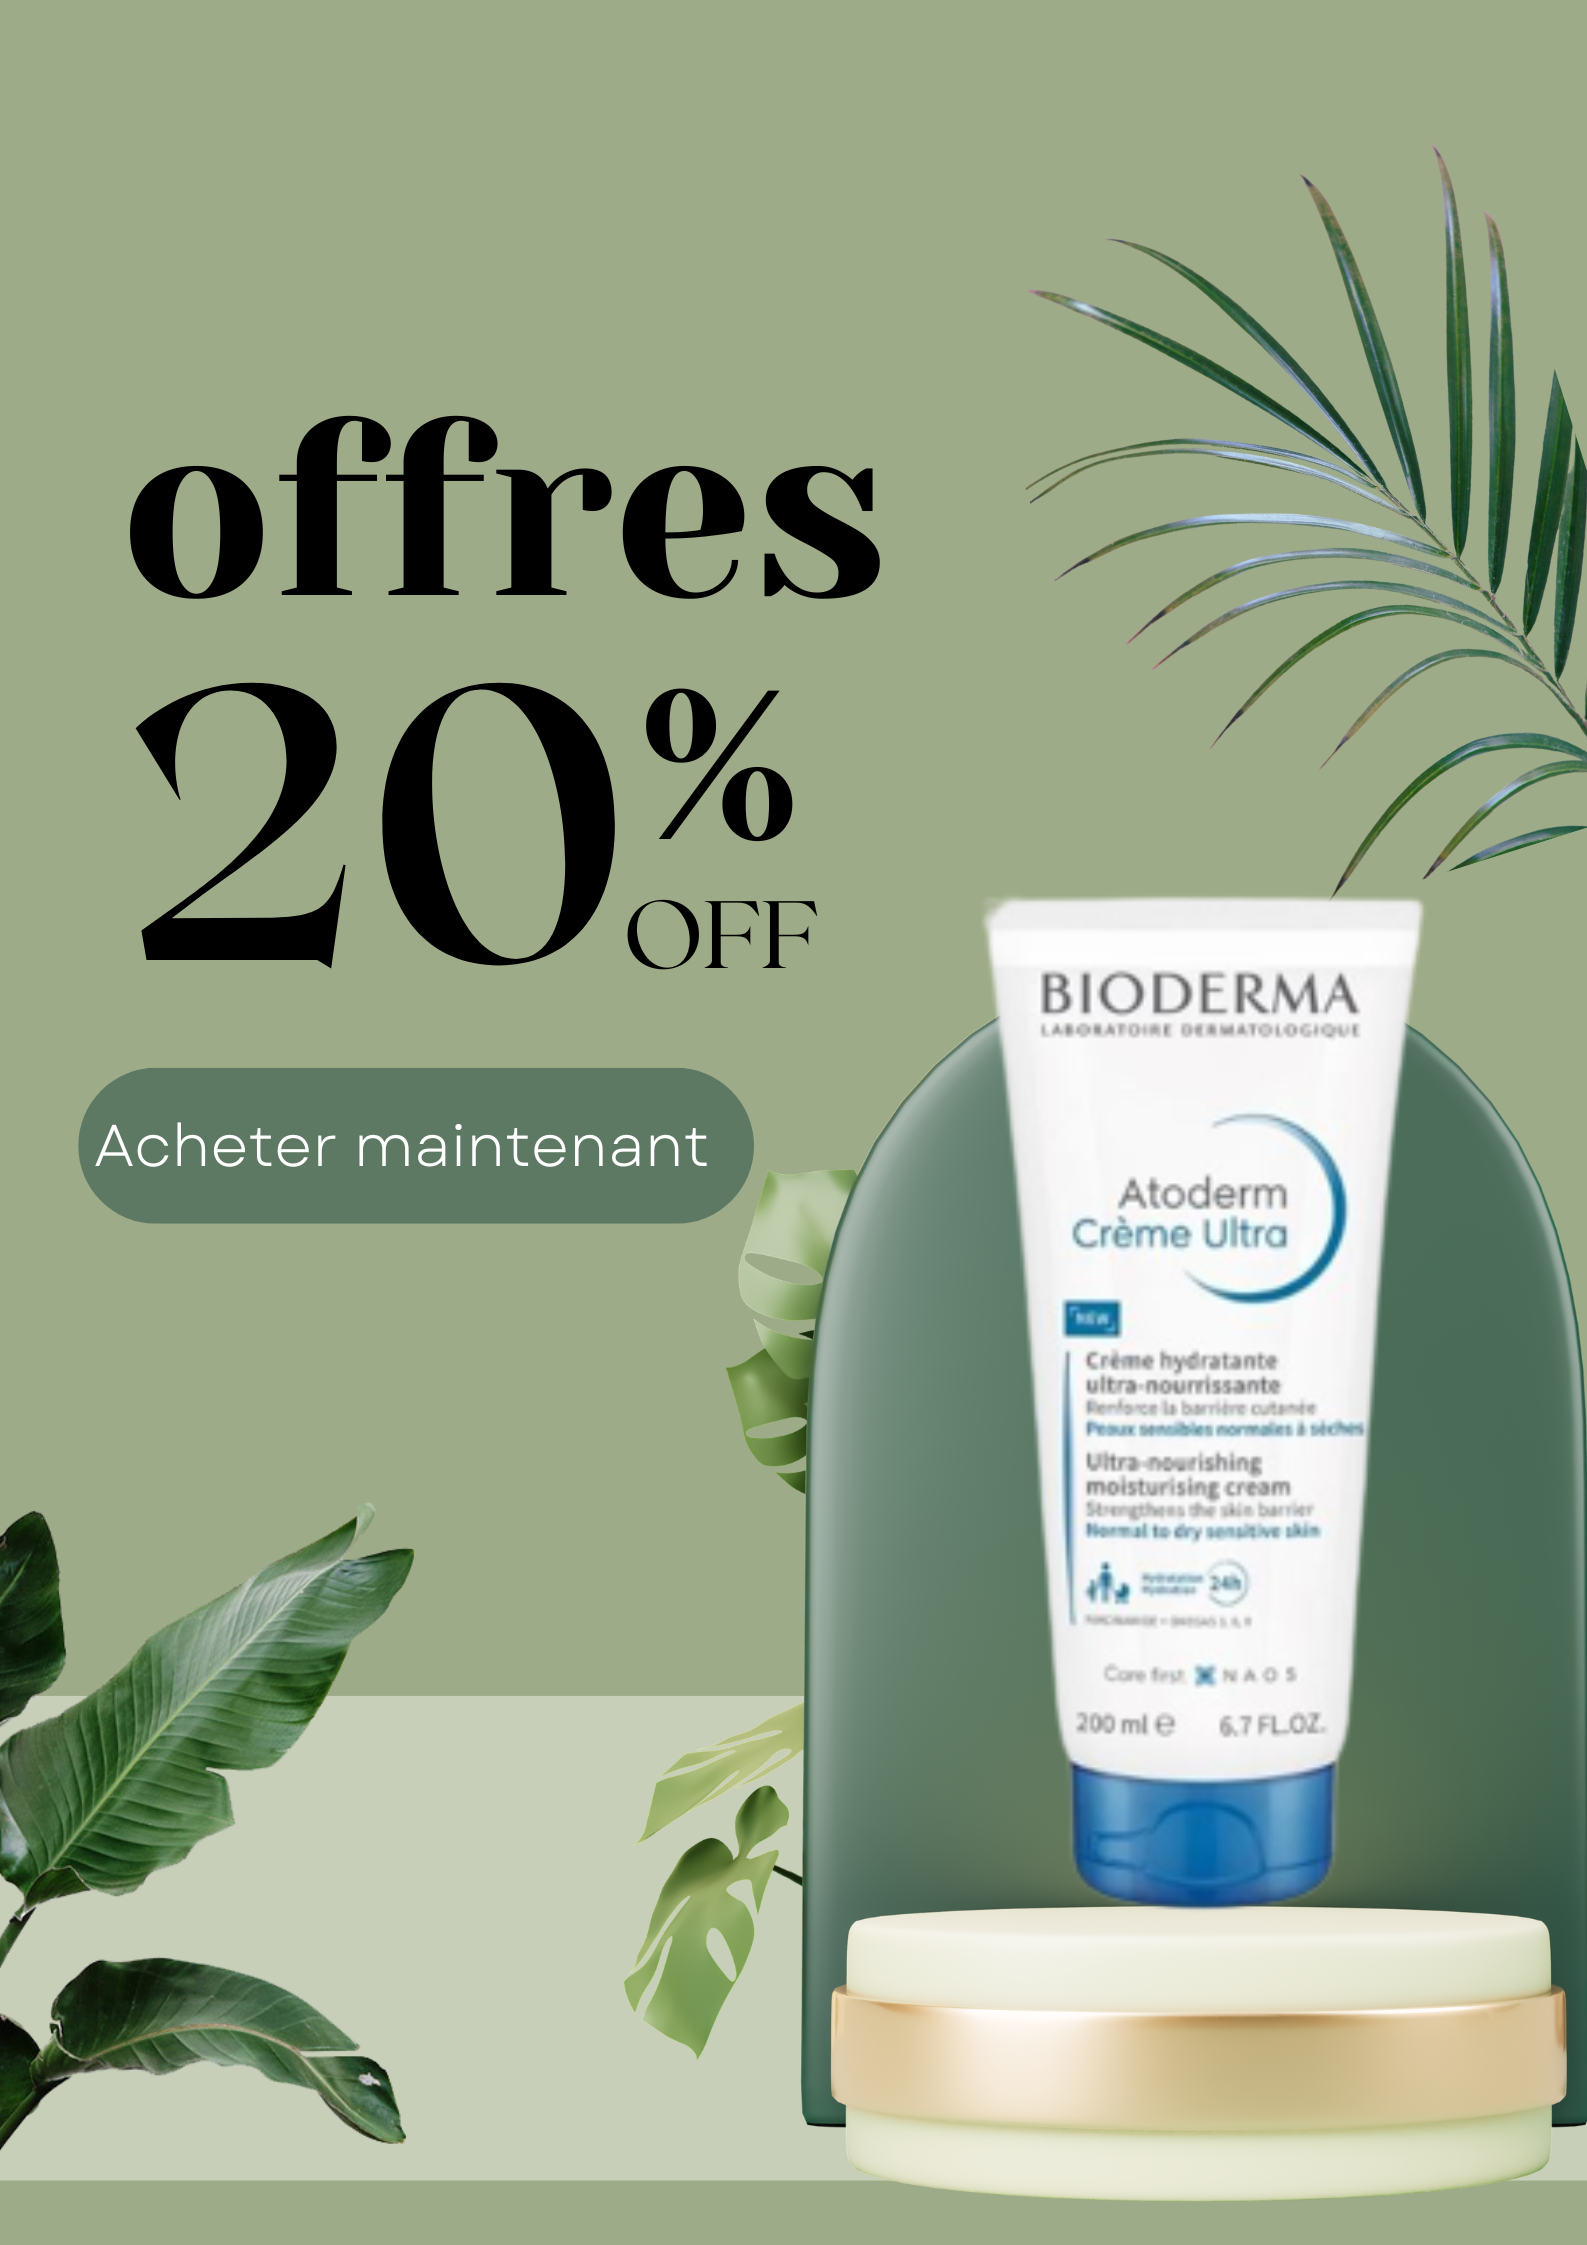 offres
20%
OFF
Acheter maintenant
BIODERMA
LABORATOIRE DERMATOLOGIQUE
Atoderm
Crème Ultra
NEW
Crème hydratante
ultra-nourrissante
Renforce la barrière cutanée
Peaux sensibles normales à sèches
Ultra-nourishing
moisturising cream
Strengthens the skin barrier
Normal to dry sensitive skin
Hydratation
Hydration
24h
Care first NAOS
200 ml e 6,7 FL.OZ.